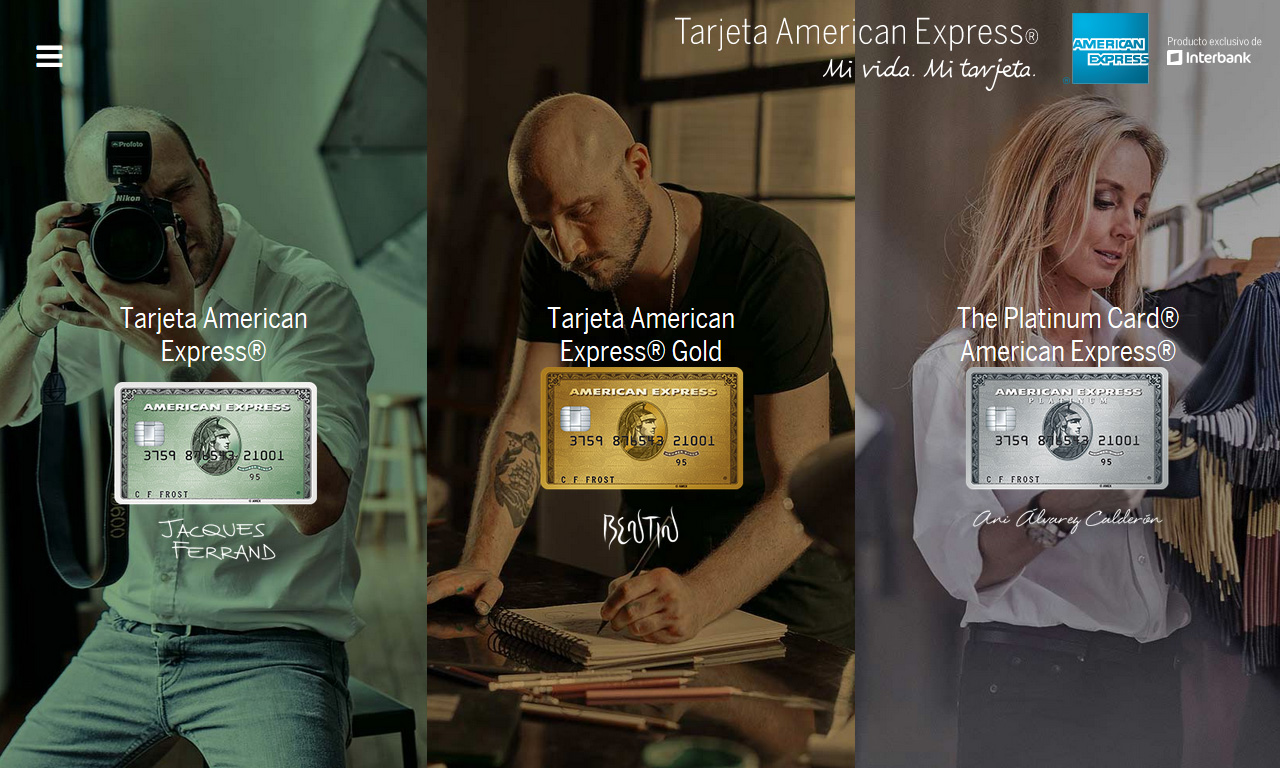 Tarjeta American Express®
Mi vida. Mi tarjeta.
AMERICAN
EXPRESS
Producto exclusivo de
Interbank
Profoto
Nikon
Tarjeta American
Express®
AMERICAN EXPRESS
3759 876543 21001
95
C F FROST
JACQUES
FERRAND
Tarjeta American
Express® Gold
AMERICAN EXPRESS
3759 876543 21001
95
C F FROST
BENTIN
The Platinum Card®
American Express®
AMERICAN EXPRESS
PLATINUM
3759 876543 21001
95
C F FROST
Ani Alvarez Calderón